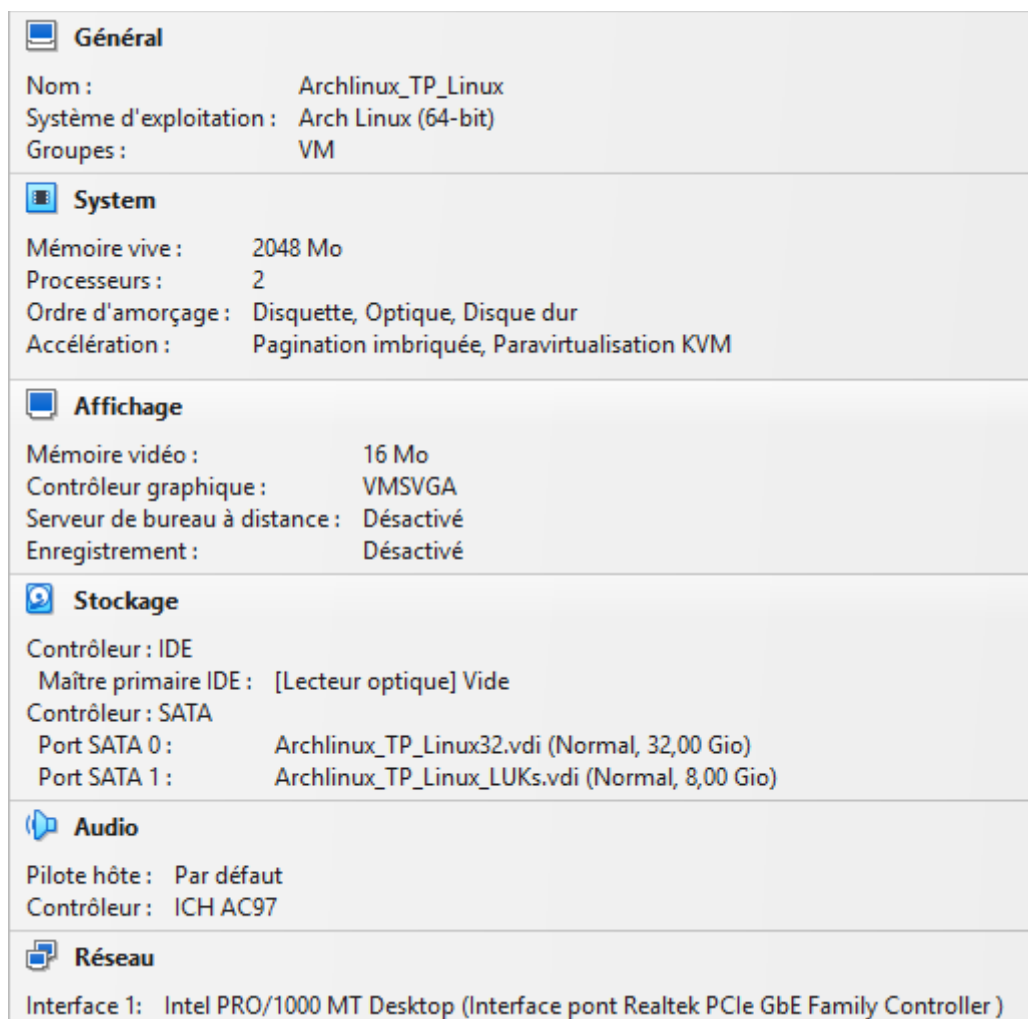 Général
Nom : Archlinux_TP_Linux
Système d'exploitation : Arch Linux (64-bit)
Groupes : VM
System
Mémoire vive : 2048 Mo
Processeurs : 2
Ordre d'amorçage : Disquette, Optique, Disque dur
Accélération : Pagination imbriquée, Paravirtualisation KVM
Affichage
Mémoire vidéo : 16 Mo
Contrôleur graphique : VMSVGA
Serveur de bureau à distance : Désactivé
Enregistrement : Désactivé
Stockage
Contrôleur : IDE
Maître primaire IDE : [Lecteur optique] Vide
Contrôleur : SATA
Port SATA 0 : Archlinux_TP_Linux32.vdi (Normal, 32,00 Gio)
Port SATA 1 : Archlinux_TP_Linux_LUKs.vdi (Normal, 8,00 Gio)
Audio
Pilote hôte : Par défaut
Contrôleur : ICH AC97
Réseau
Interface 1: Intel PRO/1000 MT Desktop (Interface pont Realtek PCIe GbE Family Controller )